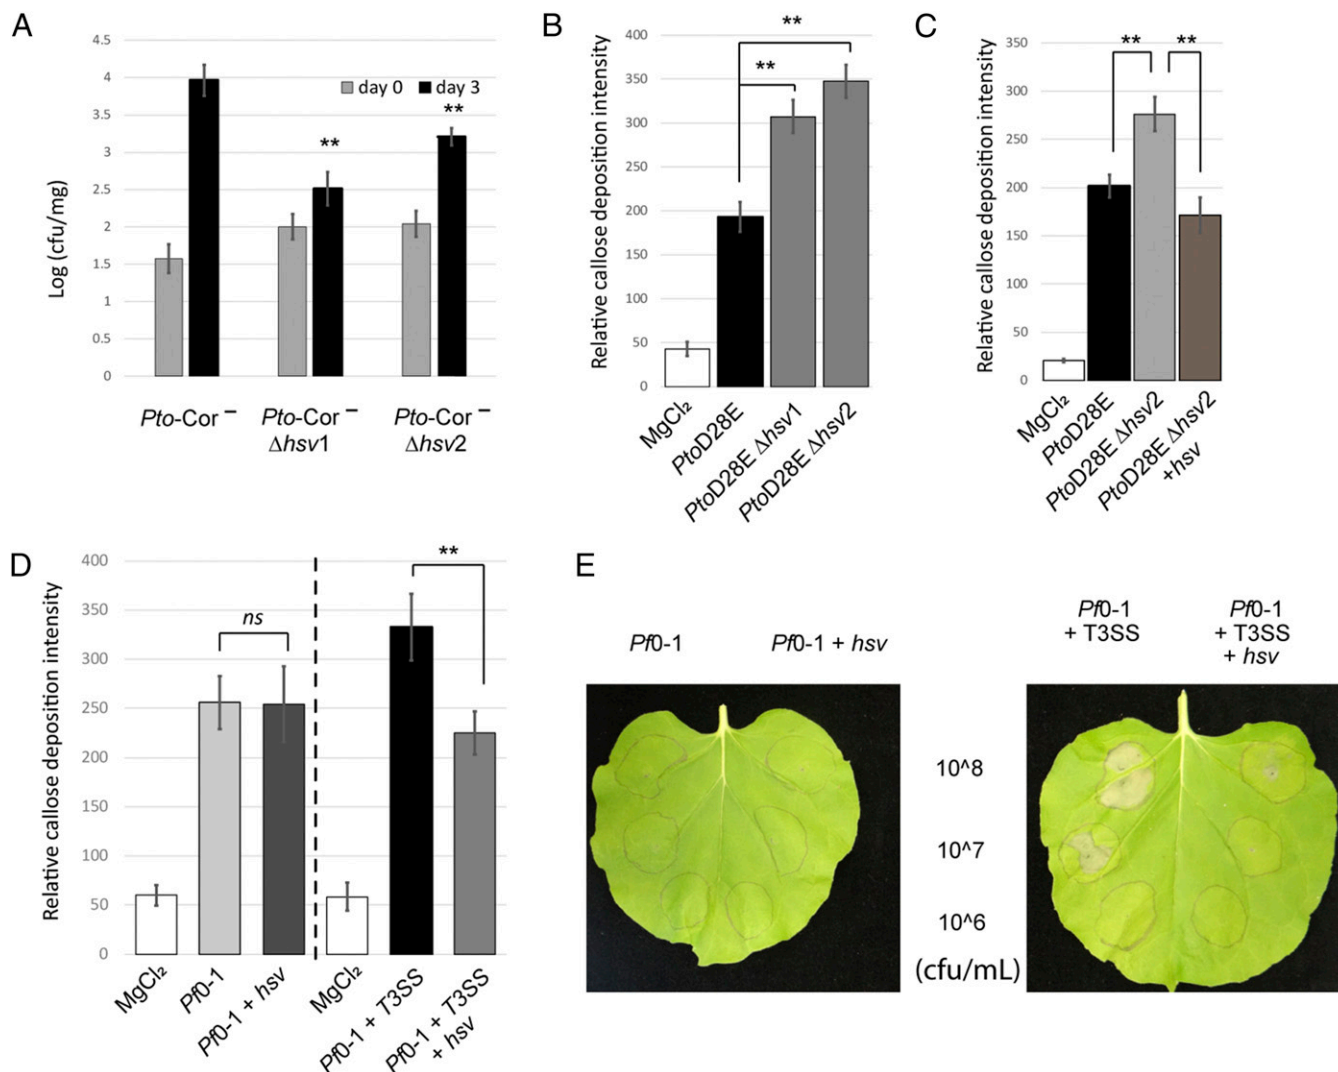 A
4.5
4
3.5
3
2.5
2
1.5
1
0.5
0
Log (cfu/mg)
day 0
day 3
**
**
Pto-Cor⁻
Pto-Cor⁻
Δhsv1
Pto-Cor⁻
Δhsv2
B
400
350
300
250
200
150
100
50
0
Relative callose deposition intensity
**
**
MgCl₂
PtoD28E
PtoD28E Δhsv1
PtoD28E Δhsv2
C
350
300
250
200
150
100
50
0
Relative callose deposition intensity
**
**
MgCl₂
PtoD28E
PtoD28E Δhsv2
PtoD28E Δhsv2
+hsv
D
400
350
300
250
200
150
100
50
0
Relative callose deposition intensity
ns
**
MgCl₂
Pf0-1
Pf0-1 + hsv
MgCl₂
Pf0-1 + T3SS
Pf0-1 + T3SS
+ hsv
E
Pf0-1
Pf0-1 + hsv
Pf0-1
+ T3SS
Pf0-1
+ T3SS
+ hsv
10^8
10^7
10^6
(cfu/mL)